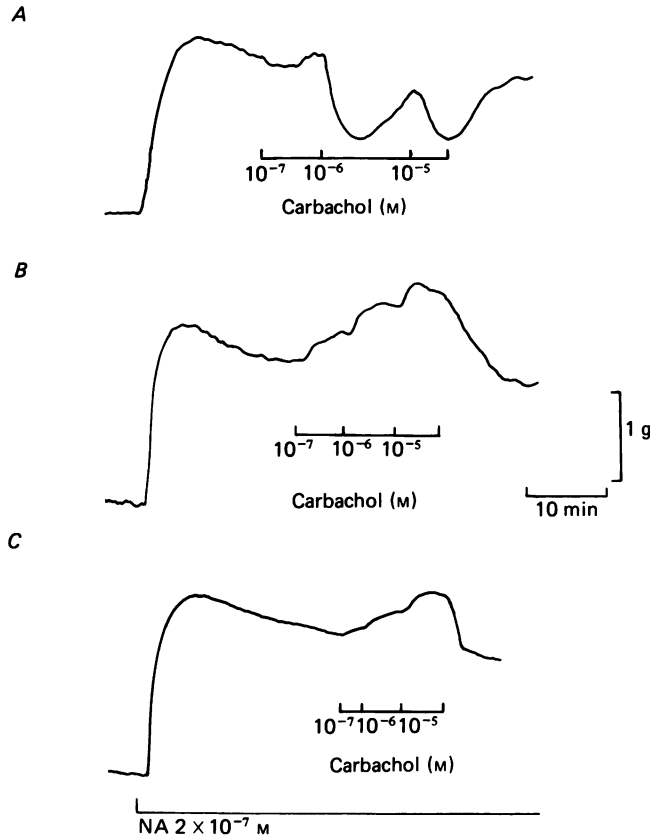 A
10⁻⁷ 10⁻⁶ 10⁻⁵
Carbachol (M)
B
10⁻⁷ 10⁻⁶ 10⁻⁵
Carbachol (M)
1 g
10 min
C
10⁻⁷ 10⁻⁶ 10⁻⁵
Carbachol (M)
NA 2 × 10⁻⁷ M